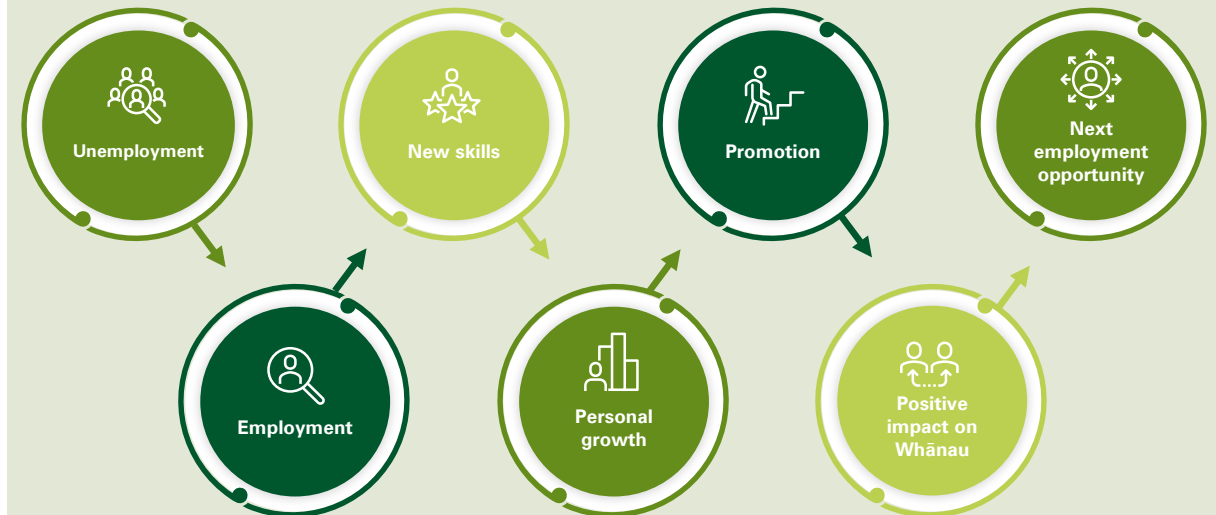 Unemployment
New skills
Promotion
Next
employment
opportunity
Employment
Personal
growth
Positive
impact on
Whānau